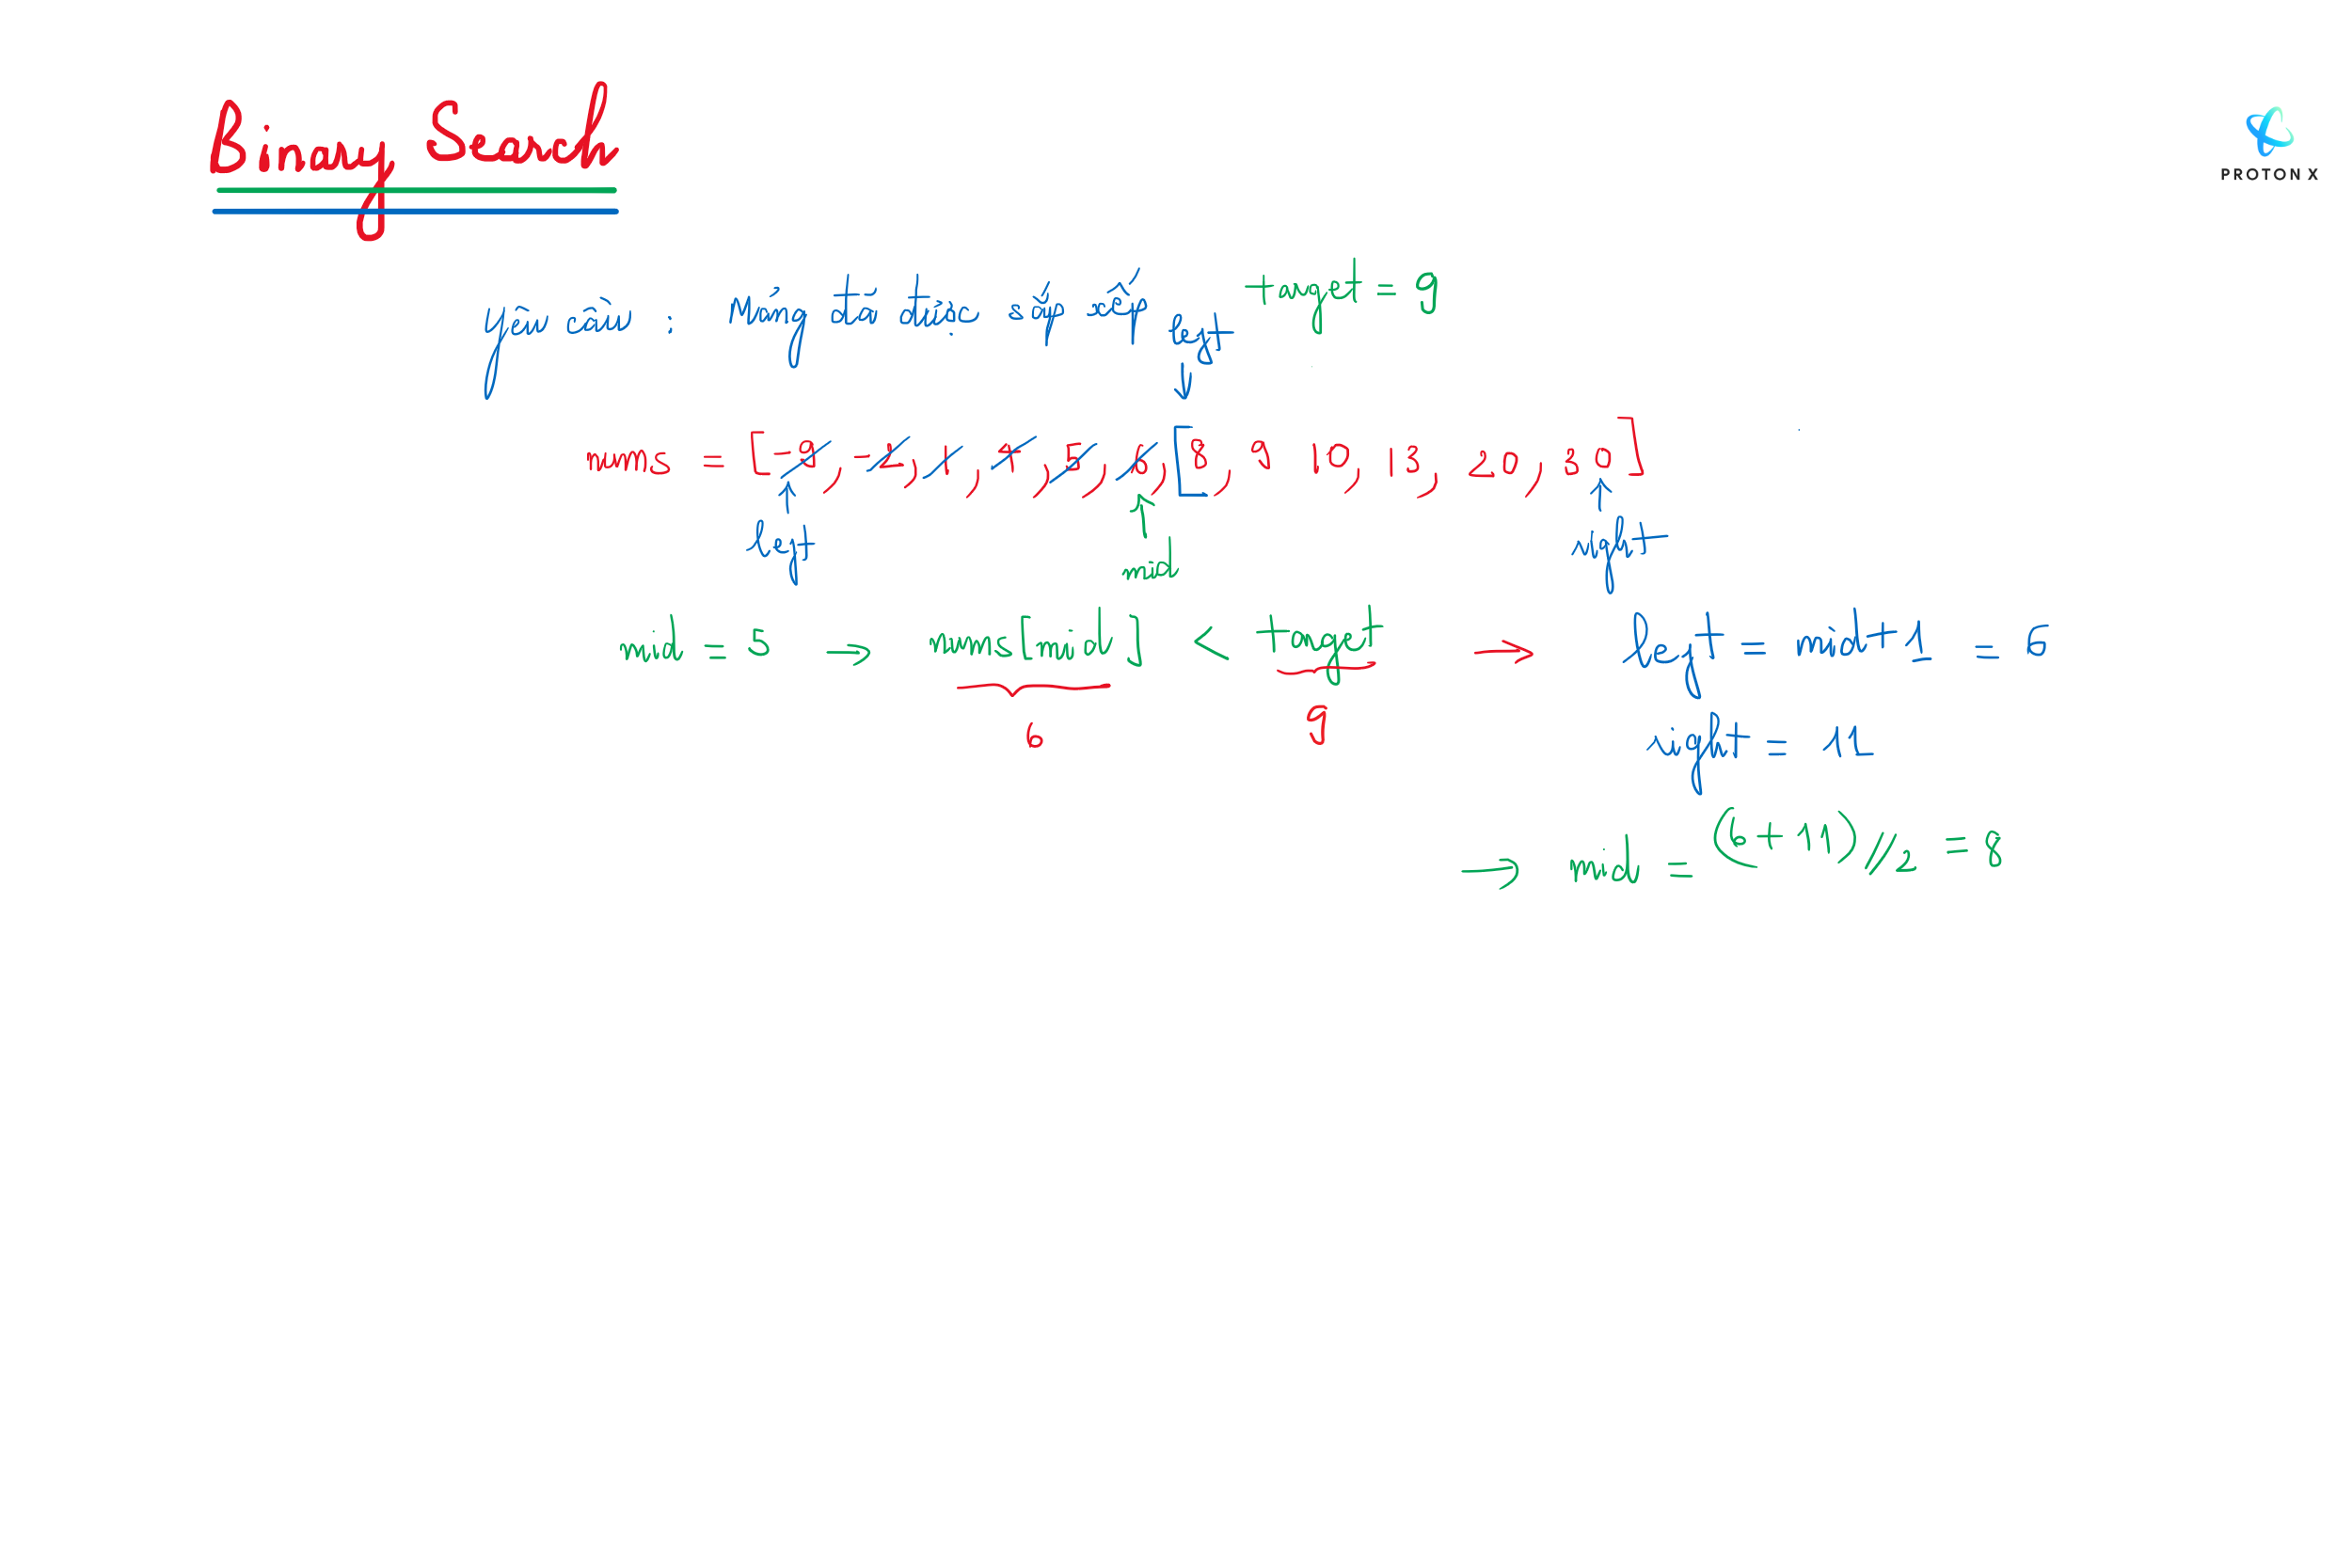 Binary Search
PROTON X
yêu cầu : Mảng đã được sắp xếp
target = 9
left
nums = [-9, -2, 1, 4, 5, 6, [8, 9 10, 13, 20, 30]
left
mid
right
mid = 5 → nums[mid] < target → left = mid+1 = 6
6
9
right = 11
→ mid = (6 + 11) // 2 = 8